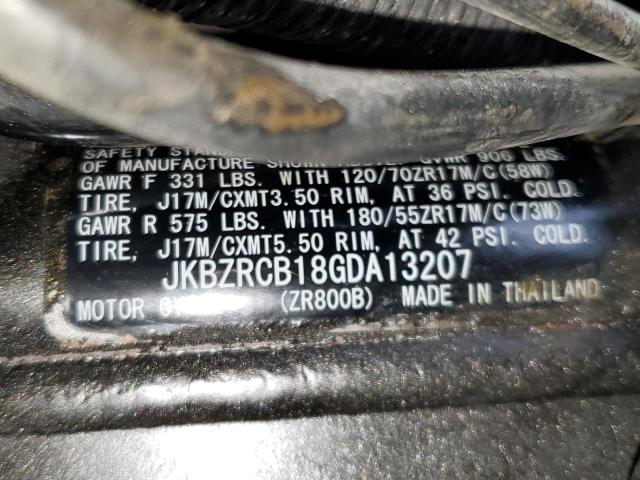 SAFETY STAND
OF MANUFACTURE SHOWN GVWR 906 LBS.
GAWR F 331 LBS. WITH 120/70ZR17M/C(58W)
TIRE, J17M/CXMT3.50 RIM, AT 36 PSI. COLD.
GAWR R 575 LBS. WITH 180/55ZR17M/C(73W)
TIRE, J17M/CXMT5.50 RIM, AT 42 PSI. COLD.
JKBZRCB18GDA13207
MOTOR (ZR800B) MADE IN THAILAND